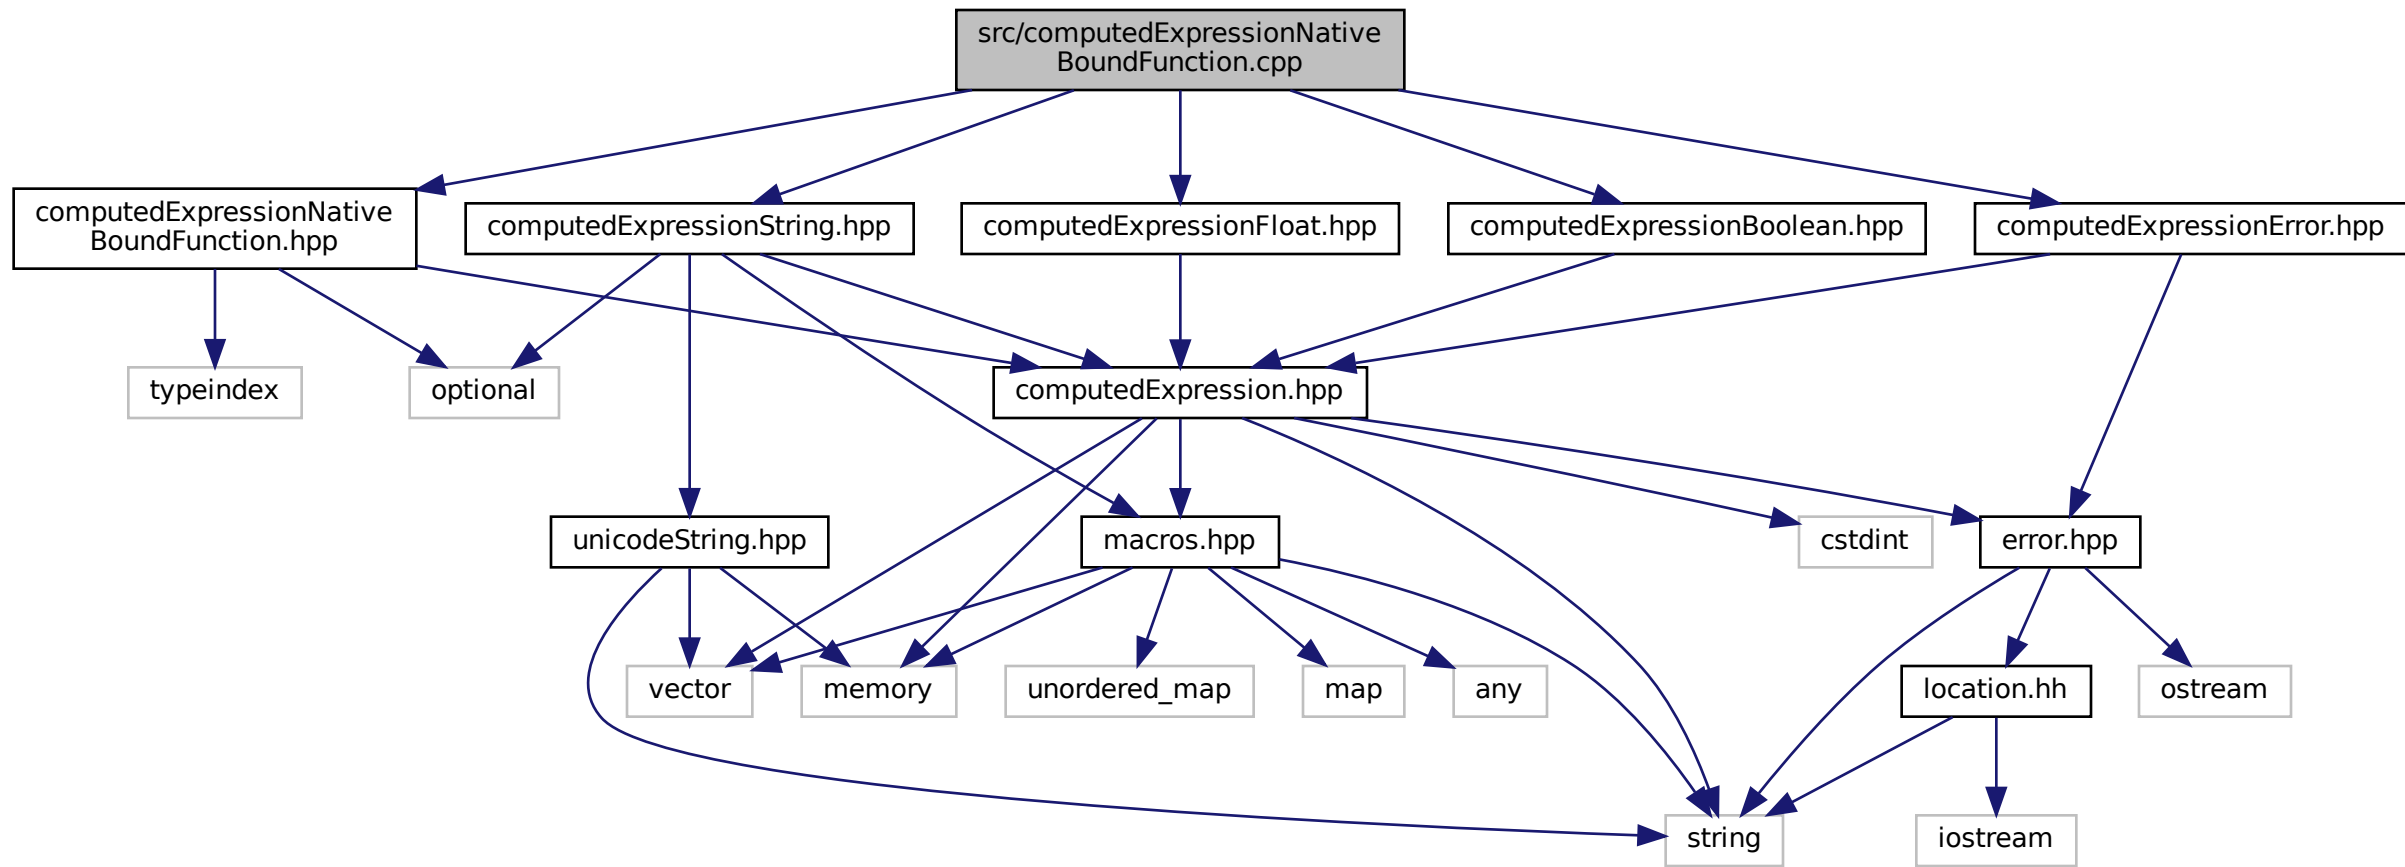 src/computedExpressionNative
BoundFunction.cpp
computedExpressionNative
BoundFunction.hpp
computedExpressionString.hpp
computedExpressionFloat.hpp
computedExpressionBoolean.hpp
computedExpressionError.hpp
typeindex
optional
computedExpression.hpp
unicodeString.hpp
macros.hpp
cstdint
error.hpp
vector
memory
unordered_map
map
any
location.hh
ostream
string
iostream